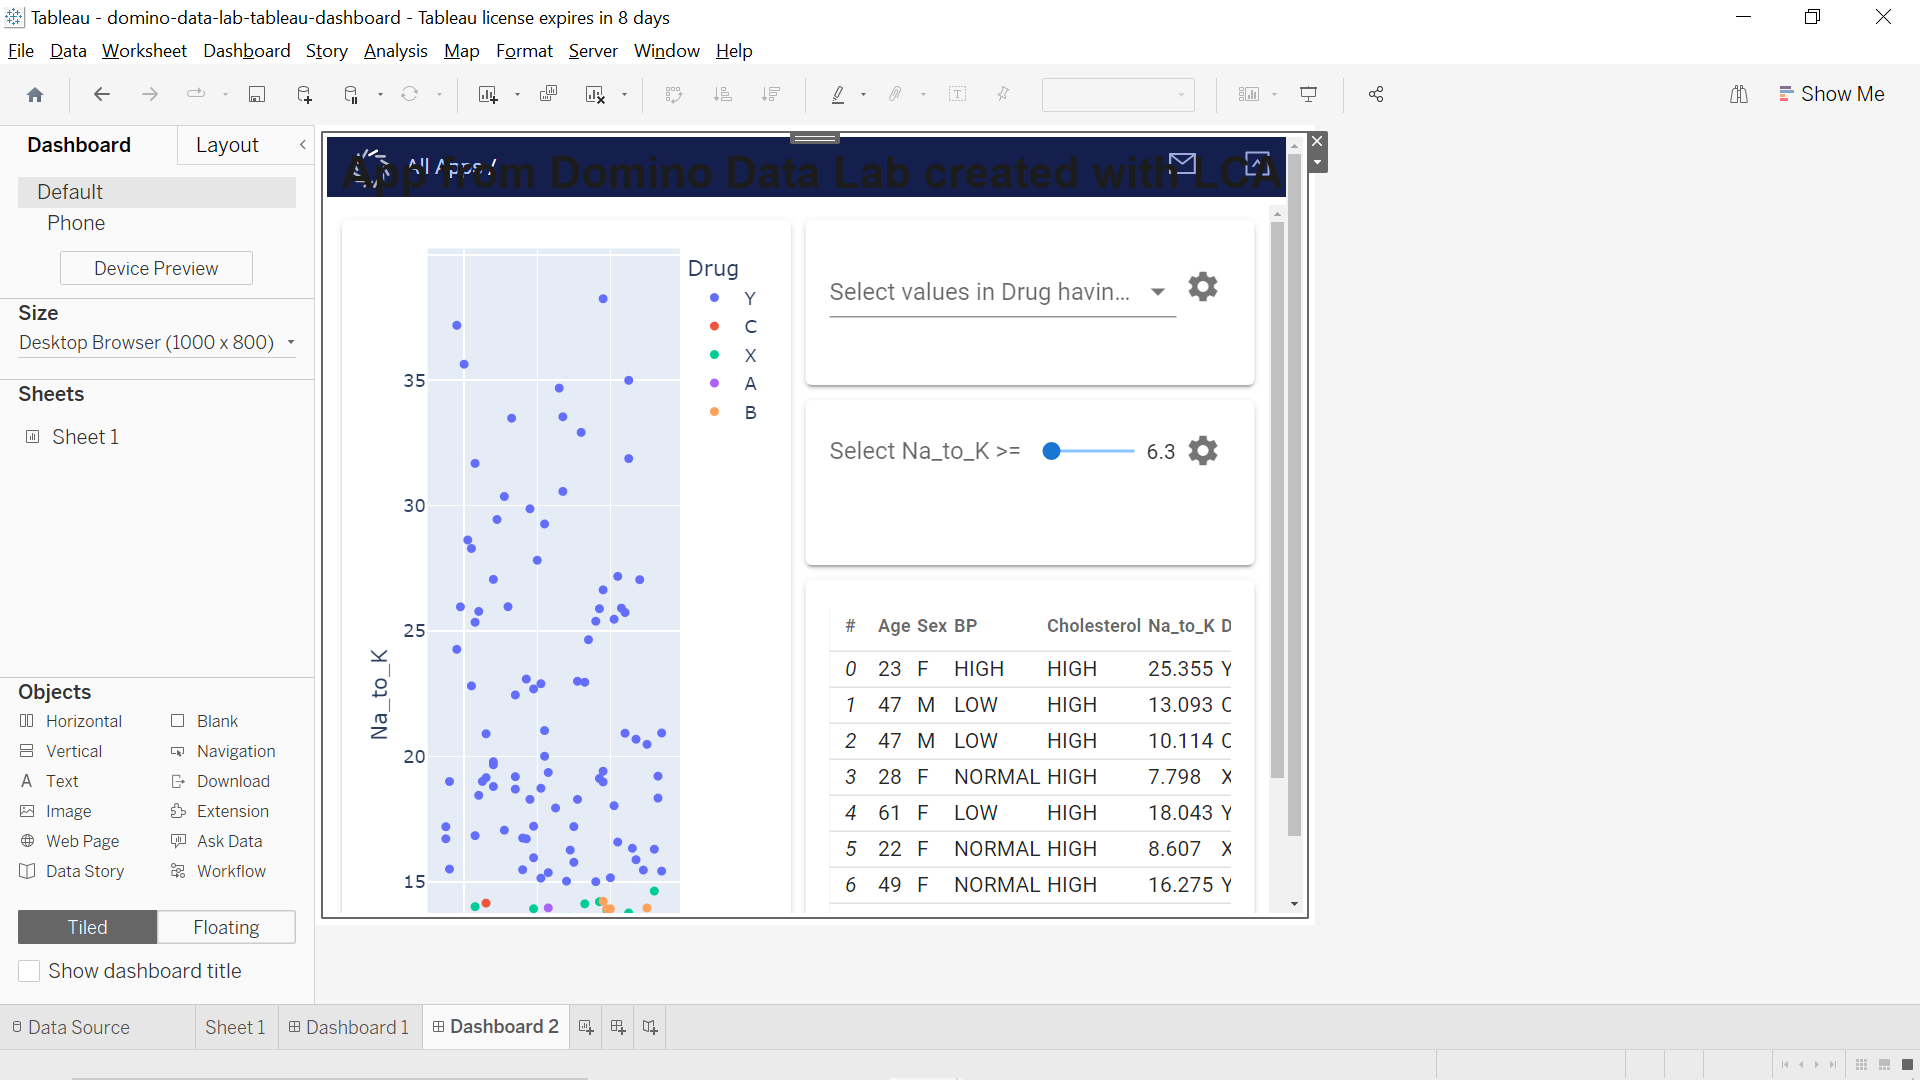 Tableau - domino-data-lab-tableau-dashboard - Tableau license expires in 8 days
File Data Worksheet Dashboard Story Analysis Map Format Server Window Help
Show Me
Dashboard
Layout
Default
Phone
Device Preview
Size
Desktop Browser (1000 x 800)
Sheets
Sheet 1
Objects
Horizontal Blank
Vertical Navigation
Text Download
Image Extension
Web Page Ask Data
Data Story Workflow
Tiled Floating
Show dashboard title
All Apps /
App from Domino Data Lab created with LCA
Drug
Y
C
X
A
B
35
30
25
20
15
Na_to_K
Select values in Drug havin...
Select Na_to_K >= 6.3
# Age Sex BP Cholesterol Na_to_K D
0 23 F HIGH HIGH 25.355 Y
1 47 M LOW HIGH 13.093 C
2 47 M LOW HIGH 10.114 C
3 28 F NORMAL HIGH 7.798 X
4 61 F LOW HIGH 18.043 Y
5 22 F NORMAL HIGH 8.607 X
6 49 F NORMAL HIGH 16.275 Y
Data Source Sheet 1 Dashboard 1 Dashboard 2